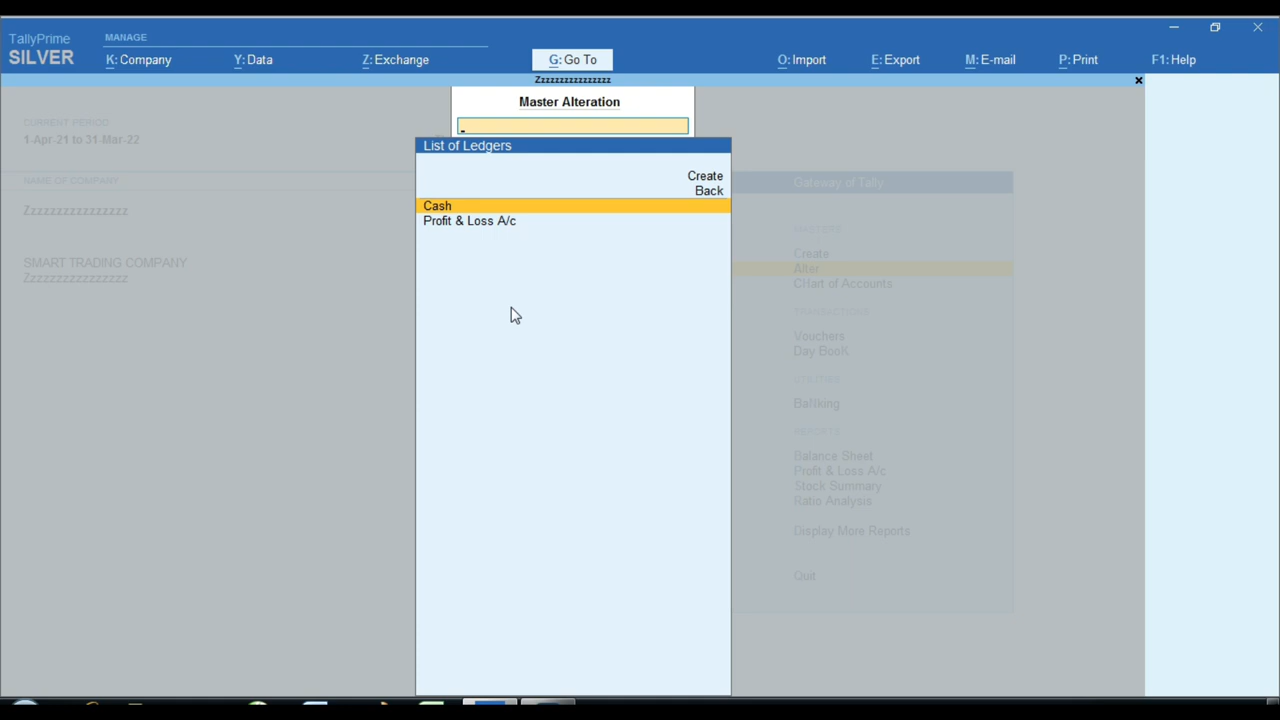 TallyPrime
SILVER
MANAGE
K: Company
Y: Data
Z: Exchange
G: Go To
O: Import
E: Export
M: E-mail
P: Print
F1: Help
Zzzzzzzzzzzzzzzz
CURRENT PERIOD
1-Apr-21 to 31-Mar-22
NAME OF COMPANY
Zzzzzzzzzzzzzzzz
SMART TRADING COMPANY
Zzzzzzzzzzzzzzzz
Master Alteration
List of Ledgers
Create
Back
Cash
Profit & Loss A/c
Gateway of Tally
MASTERS
Create
Alter
CHart of Accounts
TRANSACTIONS
Vouchers
Day BooK
UTILITIES
BaNking
REPORTS
Balance Sheet
Profit & Loss A/c
Stock Summary
Ratio Analysis
Display More Reports
Quit